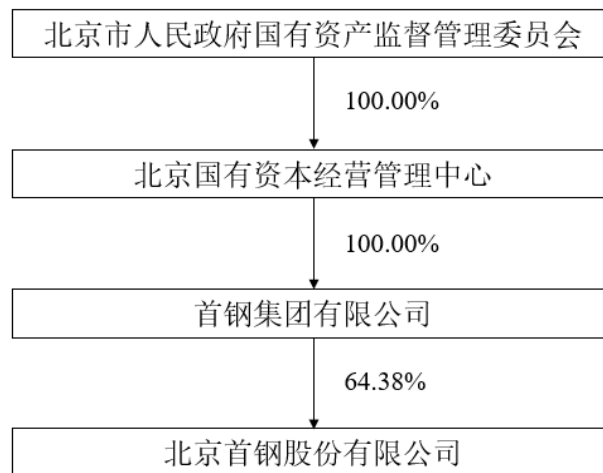 北京市人民政府国有资产监督管理委员会
100.00%
北京国有资本经营管理中心
100.00%
首钢集团有限公司
64.38%
北京首钢股份有限公司